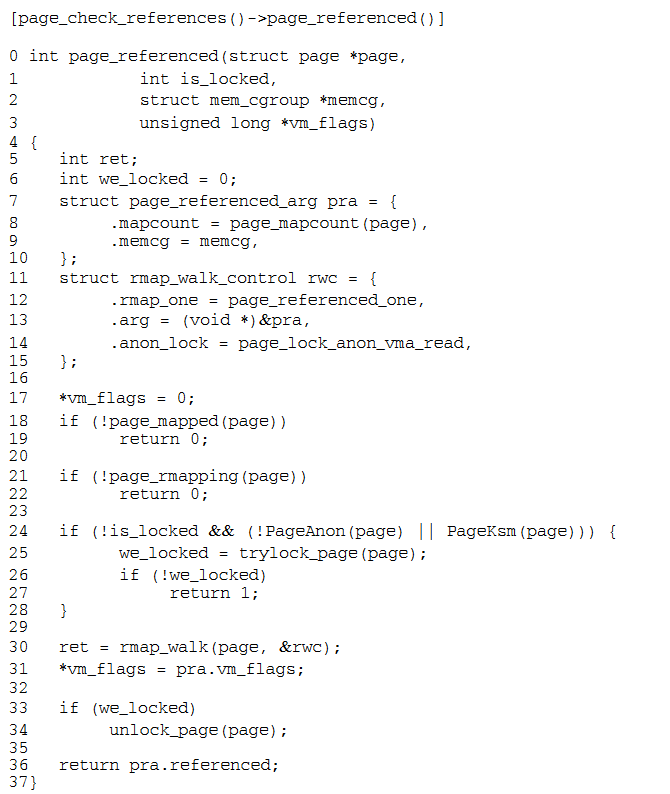 [page_check_references()->page_referenced()]
0 int page_referenced(struct page *page,
1 int is_locked,
2 struct mem_cgroup *memcg,
3 unsigned long *vm_flags)
4 {
5 int ret;
6 int we_locked = 0;
7 struct page_referenced_arg pra = {
8 .mapcount = page_mapcount(page),
9 .memcg = memcg,
10 };
11 struct rmap_walk_control rwc = {
12 .rmap_one = page_referenced_one,
13 .arg = (void *)&pra,
14 .anon_lock = page_lock_anon_vma_read,
15 };
16
17 *vm_flags = 0;
18 if (!page_mapped(page))
19 return 0;
20
21 if (!page_rmapping(page))
22 return 0;
23
24 if (!is_locked && (!PageAnon(page) || PageKsm(page))) {
25 we_locked = trylock_page(page);
26 if (!we_locked)
27 return 1;
28 }
29
30 ret = rmap_walk(page, &rwc);
31 *vm_flags = pra.vm_flags;
32
33 if (we_locked)
34 unlock_page(page);
35
36 return pra.referenced;
37}